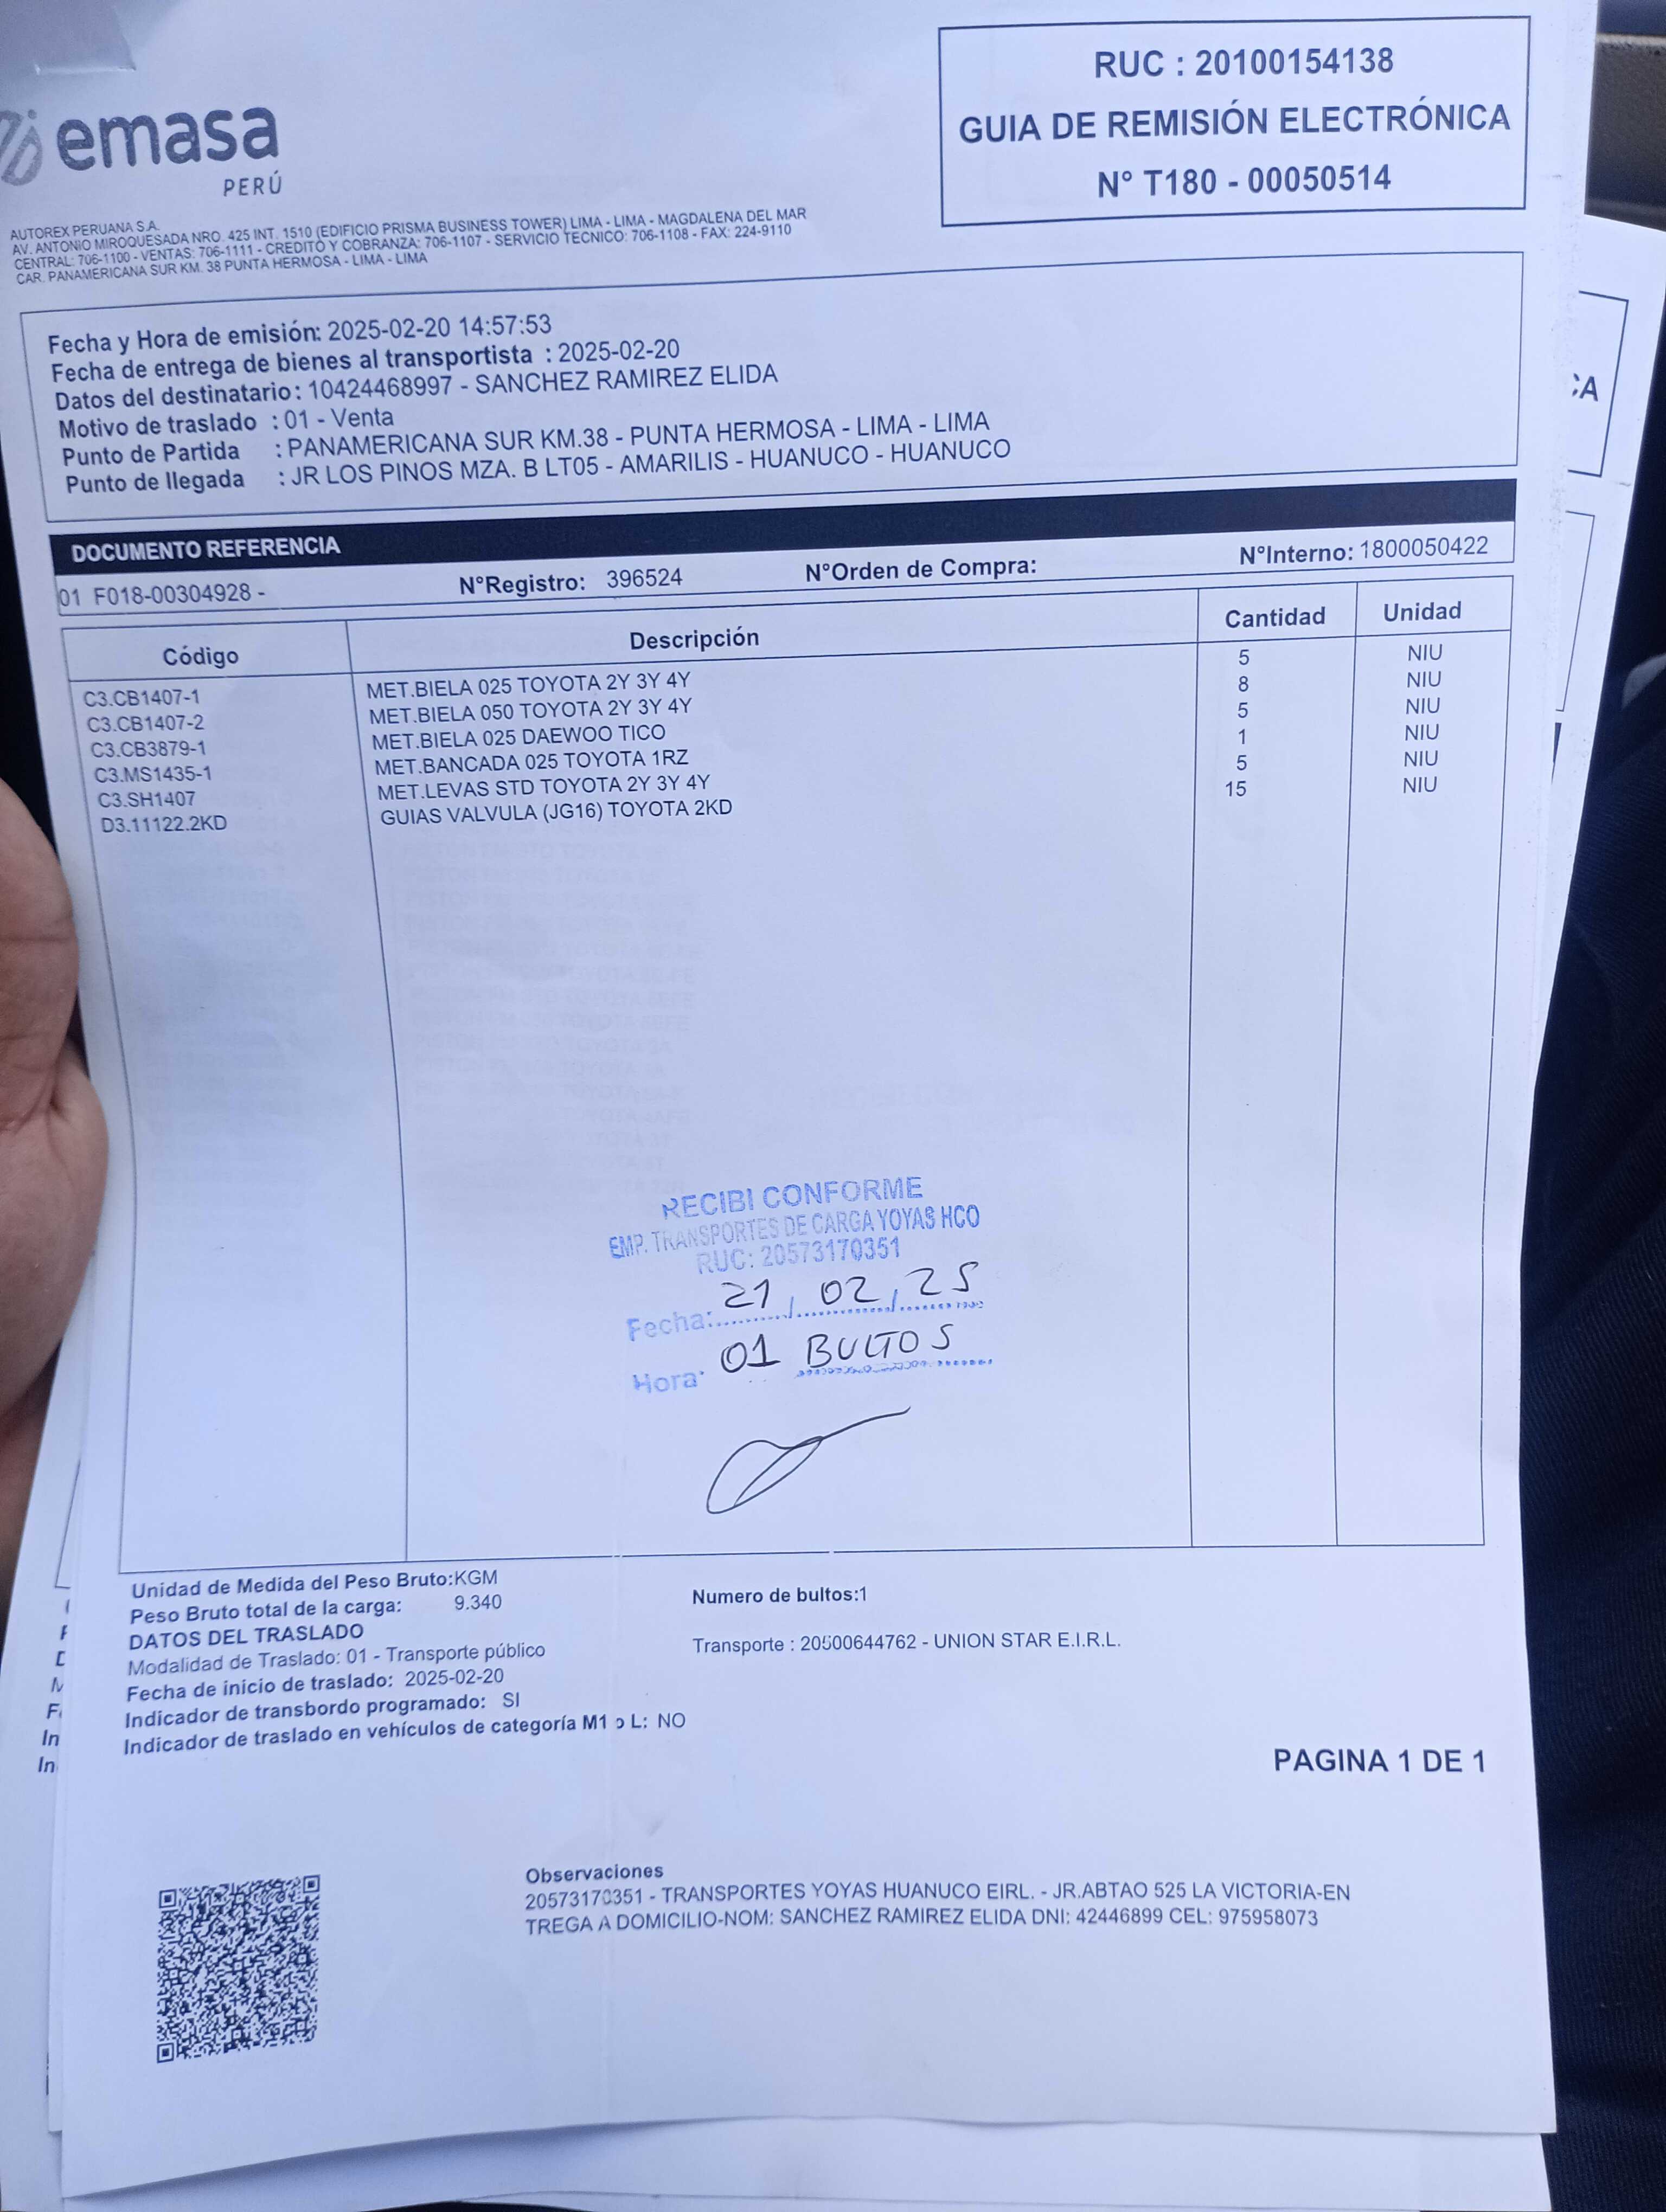 emasa
PERÚ
RUC : 20100154138
GUIA DE REMISIÓN ELECTRÓNICA
N° T180 - 00050514
AUTOREX PERUANA S.A.
AV. ANTONIO MIROQUESADA NRO. 425 INT. 1510 (EDIFICIO PRISMA BUSINESS TOWER) LIMA - LIMA - MAGDALENA DEL MAR
CENTRAL: 706-1100 - VENTAS: 706-1111 - CREDITO Y COBRANZA: 706-1107 - SERVICIO TECNICO: 706-1108 - FAX: 224-9110
CAR. PANAMERICANA SUR KM. 38 PUNTA HERMOSA - LIMA - LIMA
Fecha y Hora de emisión: 2025-02-20 14:57:53
Fecha de entrega de bienes al transportista : 2025-02-20
Datos del destinatario: 10424468997 - SANCHEZ RAMIREZ ELIDA
Motivo de traslado : 01 - Venta
Punto de Partida : PANAMERICANA SUR KM.38 - PUNTA HERMOSA - LIMA - LIMA
Punto de llegada : JR LOS PINOS MZA. B LT05 - AMARILIS - HUANUCO - HUANUCO
DOCUMENTO REFERENCIA
01 F018-00304928 - N°Registro: 396524 N°Orden de Compra: N°Interno: 1800050422
Código Descripción Cantidad Unidad
C3.CB1407-1 MET.BIELA 025 TOYOTA 2Y 3Y 4Y 5 NIU
C3.CB1407-2 MET.BIELA 050 TOYOTA 2Y 3Y 4Y 8 NIU
C3.CB3879-1 MET.BIELA 025 DAEWOO TICO 5 NIU
C3.MS1435-1 MET.BANCADA 025 TOYOTA 1RZ 1 NIU
C3.SH1407 MET.LEVAS STD TOYOTA 2Y 3Y 4Y 5 NIU
D3.11122.2KD GUIAS VALVULA (JG16) TOYOTA 2KD 15 NIU
RECIBI CONFORME
EMP. TRANSPORTES DE CARGA YOYAS HCO
RUC: 20573170351
Fecha: 21 / 02 / 25
Hora: 01 BULTOS
Unidad de Medida del Peso Bruto:KGM
Peso Bruto total de la carga: 9.340 Numero de bultos:1
DATOS DEL TRASLADO
Modalidad de Traslado: 01 - Transporte público Transporte : 20500644762 - UNION STAR E.I.R.L.
Fecha de inicio de traslado: 2025-02-20
Indicador de transbordo programado: SI
Indicador de traslado en vehículos de categoría M1 o L: NO
PAGINA 1 DE 1
Observaciones
20573170351 - TRANSPORTES YOYAS HUANUCO EIRL. - JR.ABTAO 525 LA VICTORIA-EN
TREGA A DOMICILIO-NOM: SANCHEZ RAMIREZ ELIDA DNI: 42446899 CEL: 975958073